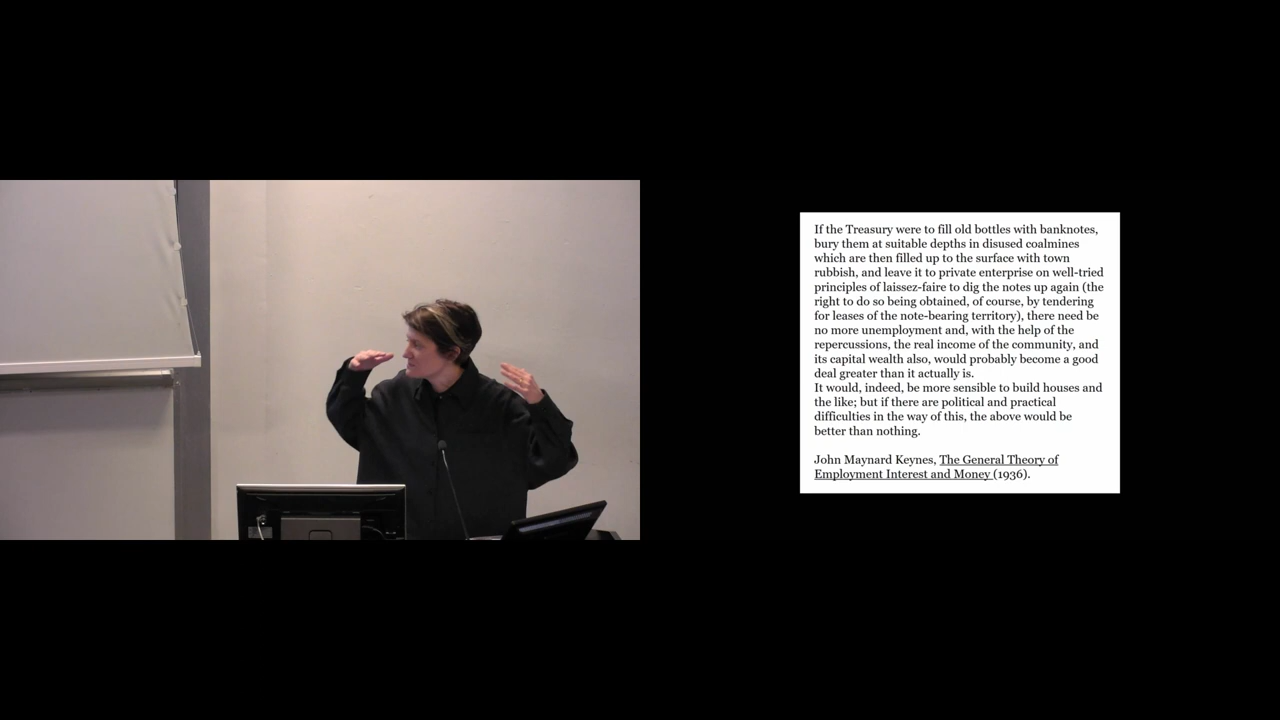 If the Treasury were to fill old bottles with banknotes,
bury them at suitable depths in disused coalmines
which are then filled up to the surface with town
rubbish, and leave it to private enterprise on well-tried
principles of laissez-faire to dig the notes up again (the
right to do so being obtained, of course, by tendering
for leases of the note-bearing territory), there need be
no more unemployment and, with the help of the
repercussions, the real income of the community, and
its capital wealth also, would probably become a good
deal greater than it actually is.
It would, indeed, be more sensible to build houses and
the like; but if there are political and practical
difficulties in the way of this, the above would be
better than nothing.
John Maynard Keynes, The General Theory of
Employment Interest and Money (1936).